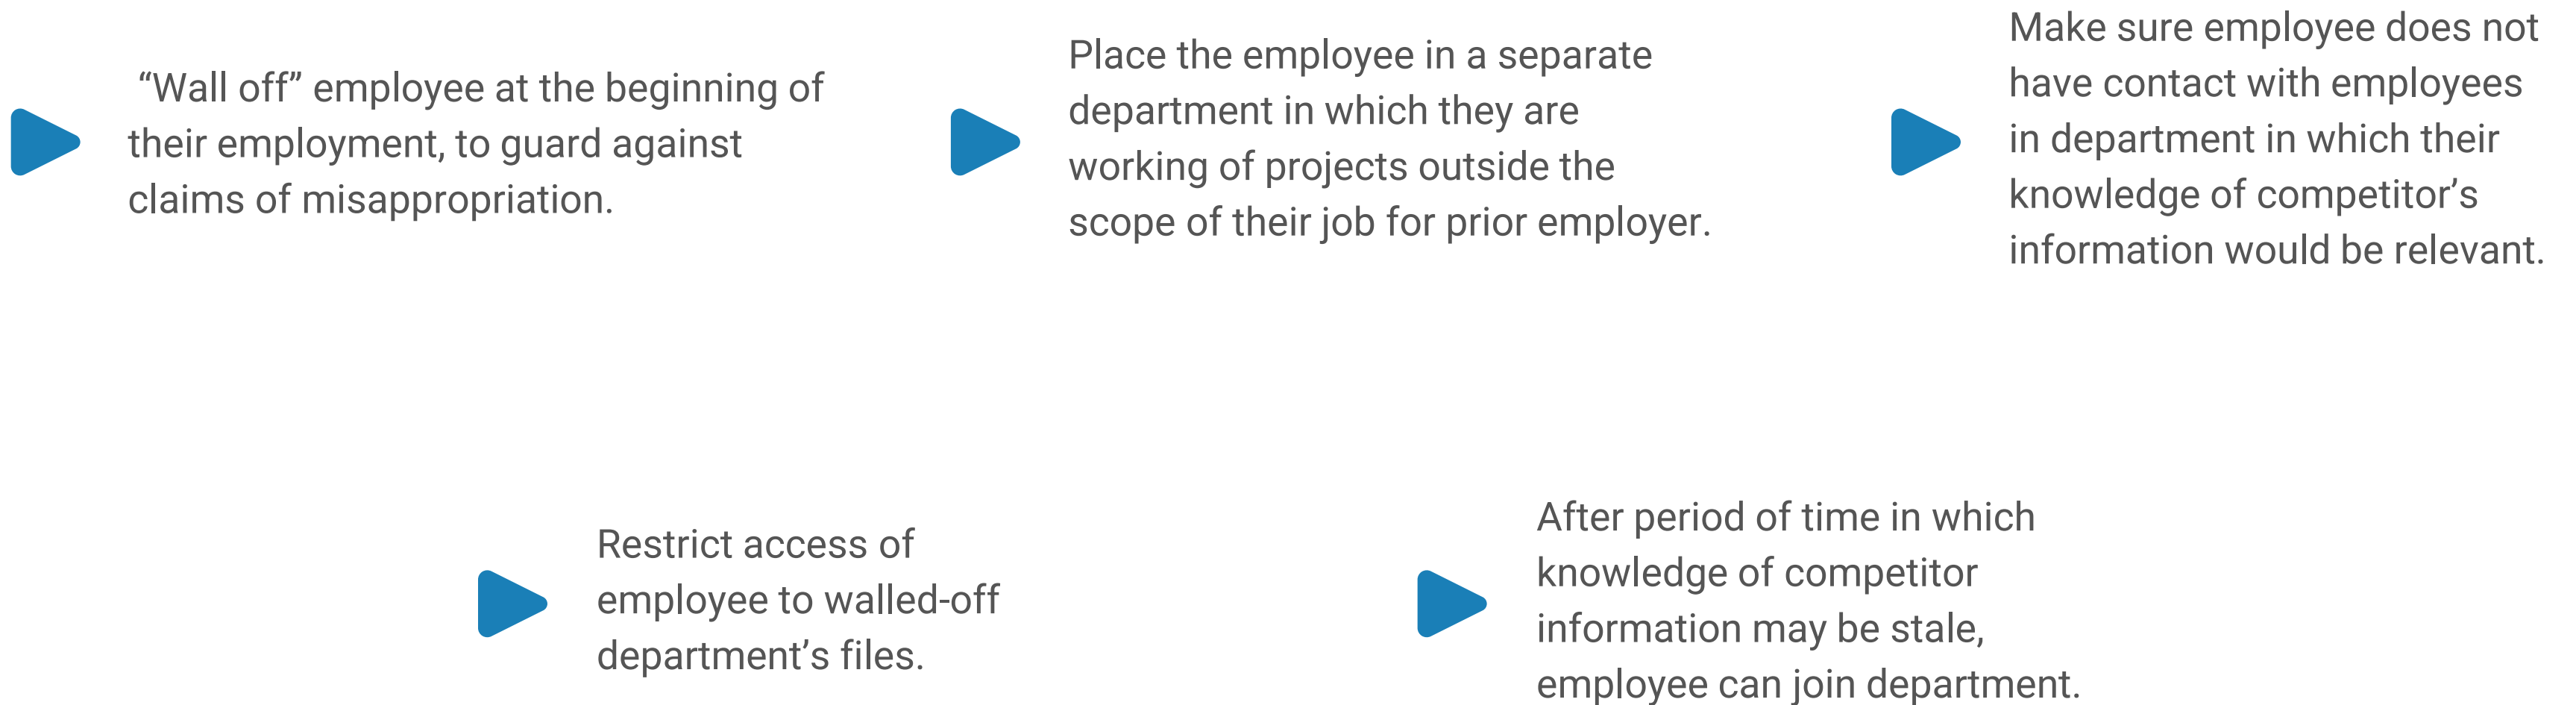 “Wall off” employee at the beginning of
their employment, to guard against
claims of misappropriation.
Place the employee in a separate
department in which they are
working of projects outside the
scope of their job for prior employer.
Make sure employee does not
have contact with employees
in department in which their
knowledge of competitor’s
information would be relevant.
Restrict access of
employee to walled-off
department’s files.
After period of time in which
knowledge of competitor
information may be stale,
employee can join department.